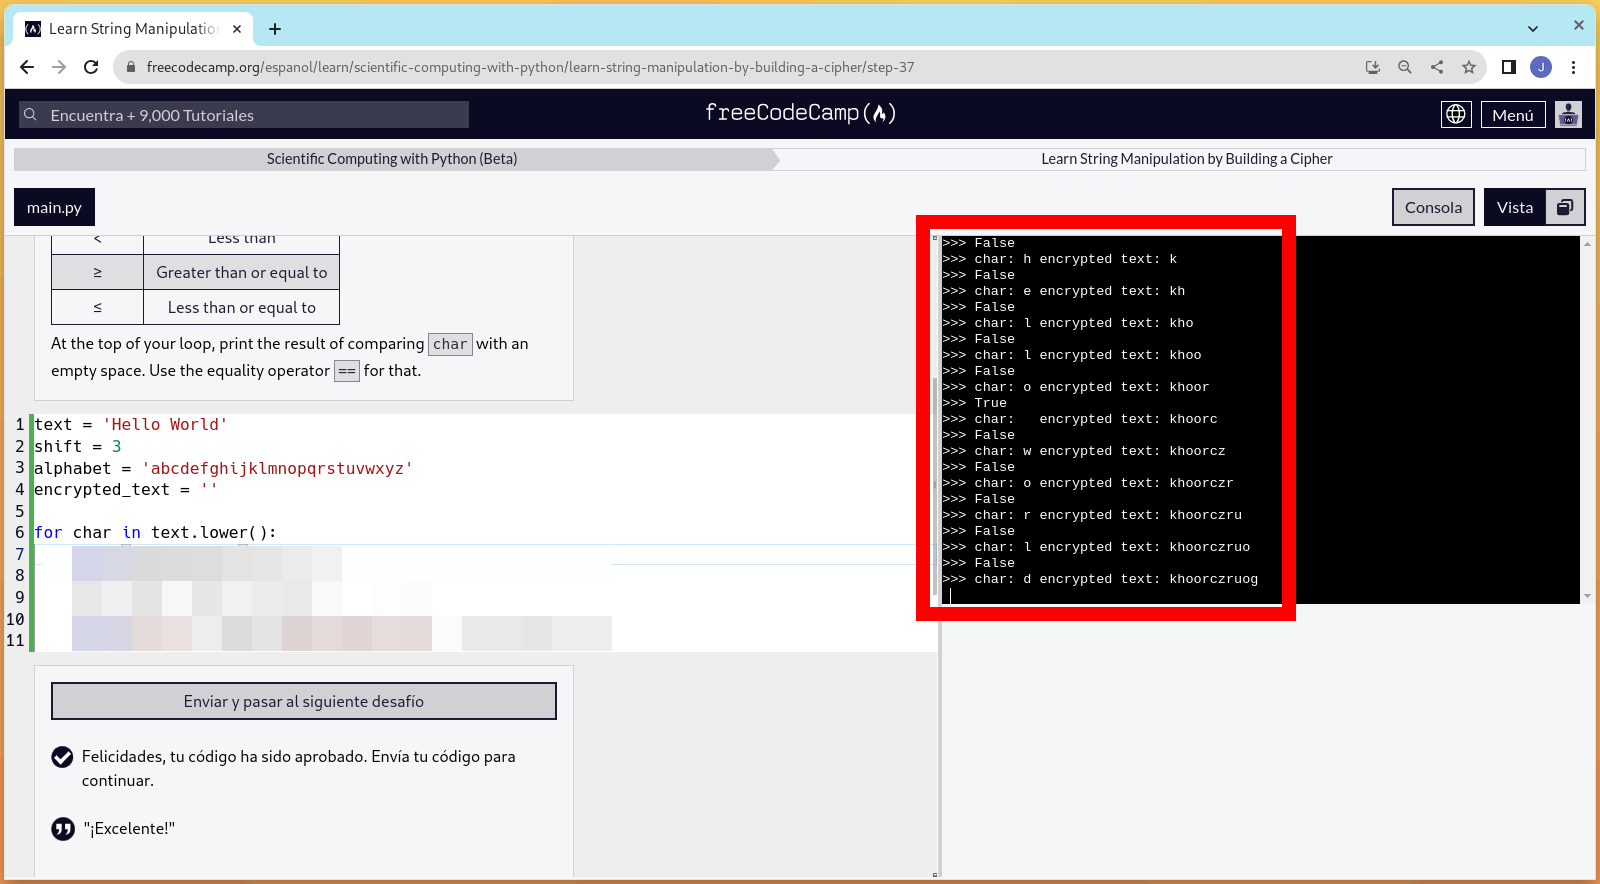 Learn String Manipulatio
freecodecamp.org/espanol/learn/scientific-computing-with-python/learn-string-manipulation-by-building-a-cipher/step-37
J
Encuentra + 9,000 Tutoriales
freeCodeCamp
Menú
Scientific Computing with Python (Beta)
Learn String Manipulation by Building a Cipher
main.py
Consola
Vista
< Less than
≥ Greater than or equal to
≤ Less than or equal to
At the top of your loop, print the result of comparing char with an
empty space. Use the equality operator == for that.
1 text = 'Hello World'
2 shift = 3
3 alphabet = 'abcdefghijklmnopqrstuvwxyz'
4 encrypted_text = ''
5
6 for char in text.lower():
7
8
9
10
11
Enviar y pasar al siguiente desafío
Felicidades, tu código ha sido aprobado. Envía tu código para
continuar.
"¡Excelente!"
>>> False
>>> char: h encrypted text: k
>>> False
>>> char: e encrypted text: kh
>>> False
>>> char: l encrypted text: kho
>>> False
>>> char: l encrypted text: khoo
>>> False
>>> char: o encrypted text: khoor
>>> True
>>> char:   encrypted text: khoorc
>>> False
>>> char: w encrypted text: khoorcz
>>> False
>>> char: o encrypted text: khoorczr
>>> False
>>> char: r encrypted text: khoorczru
>>> False
>>> char: l encrypted text: khoorczruo
>>> False
>>> char: d encrypted text: khoorczruog